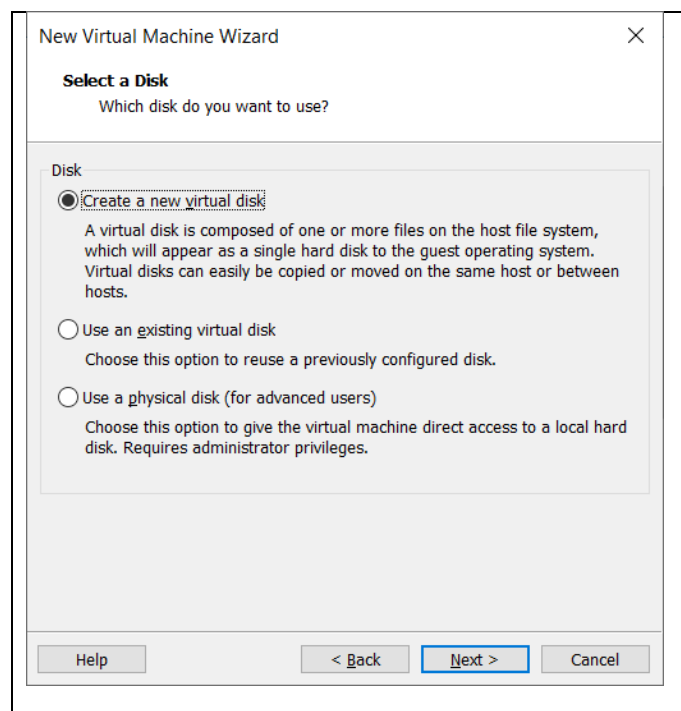 New Virtual Machine Wizard
Select a Disk
Which disk do you want to use?
Disk
Create a new virtual disk
A virtual disk is composed of one or more files on the host file system,
which will appear as a single hard disk to the guest operating system.
Virtual disks can easily be copied or moved on the same host or between
hosts.
Use an existing virtual disk
Choose this option to reuse a previously configured disk.
Use a physical disk (for advanced users)
Choose this option to give the virtual machine direct access to a local hard
disk. Requires administrator privileges.
Help < Back Next > Cancel